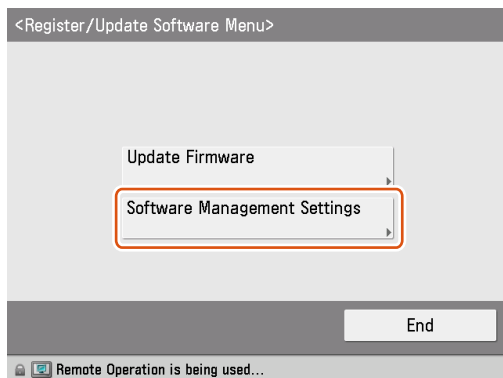 <Register/Update Software Menu>
Update Firmware
Software Management Settings
End
Remote Operation is being used...